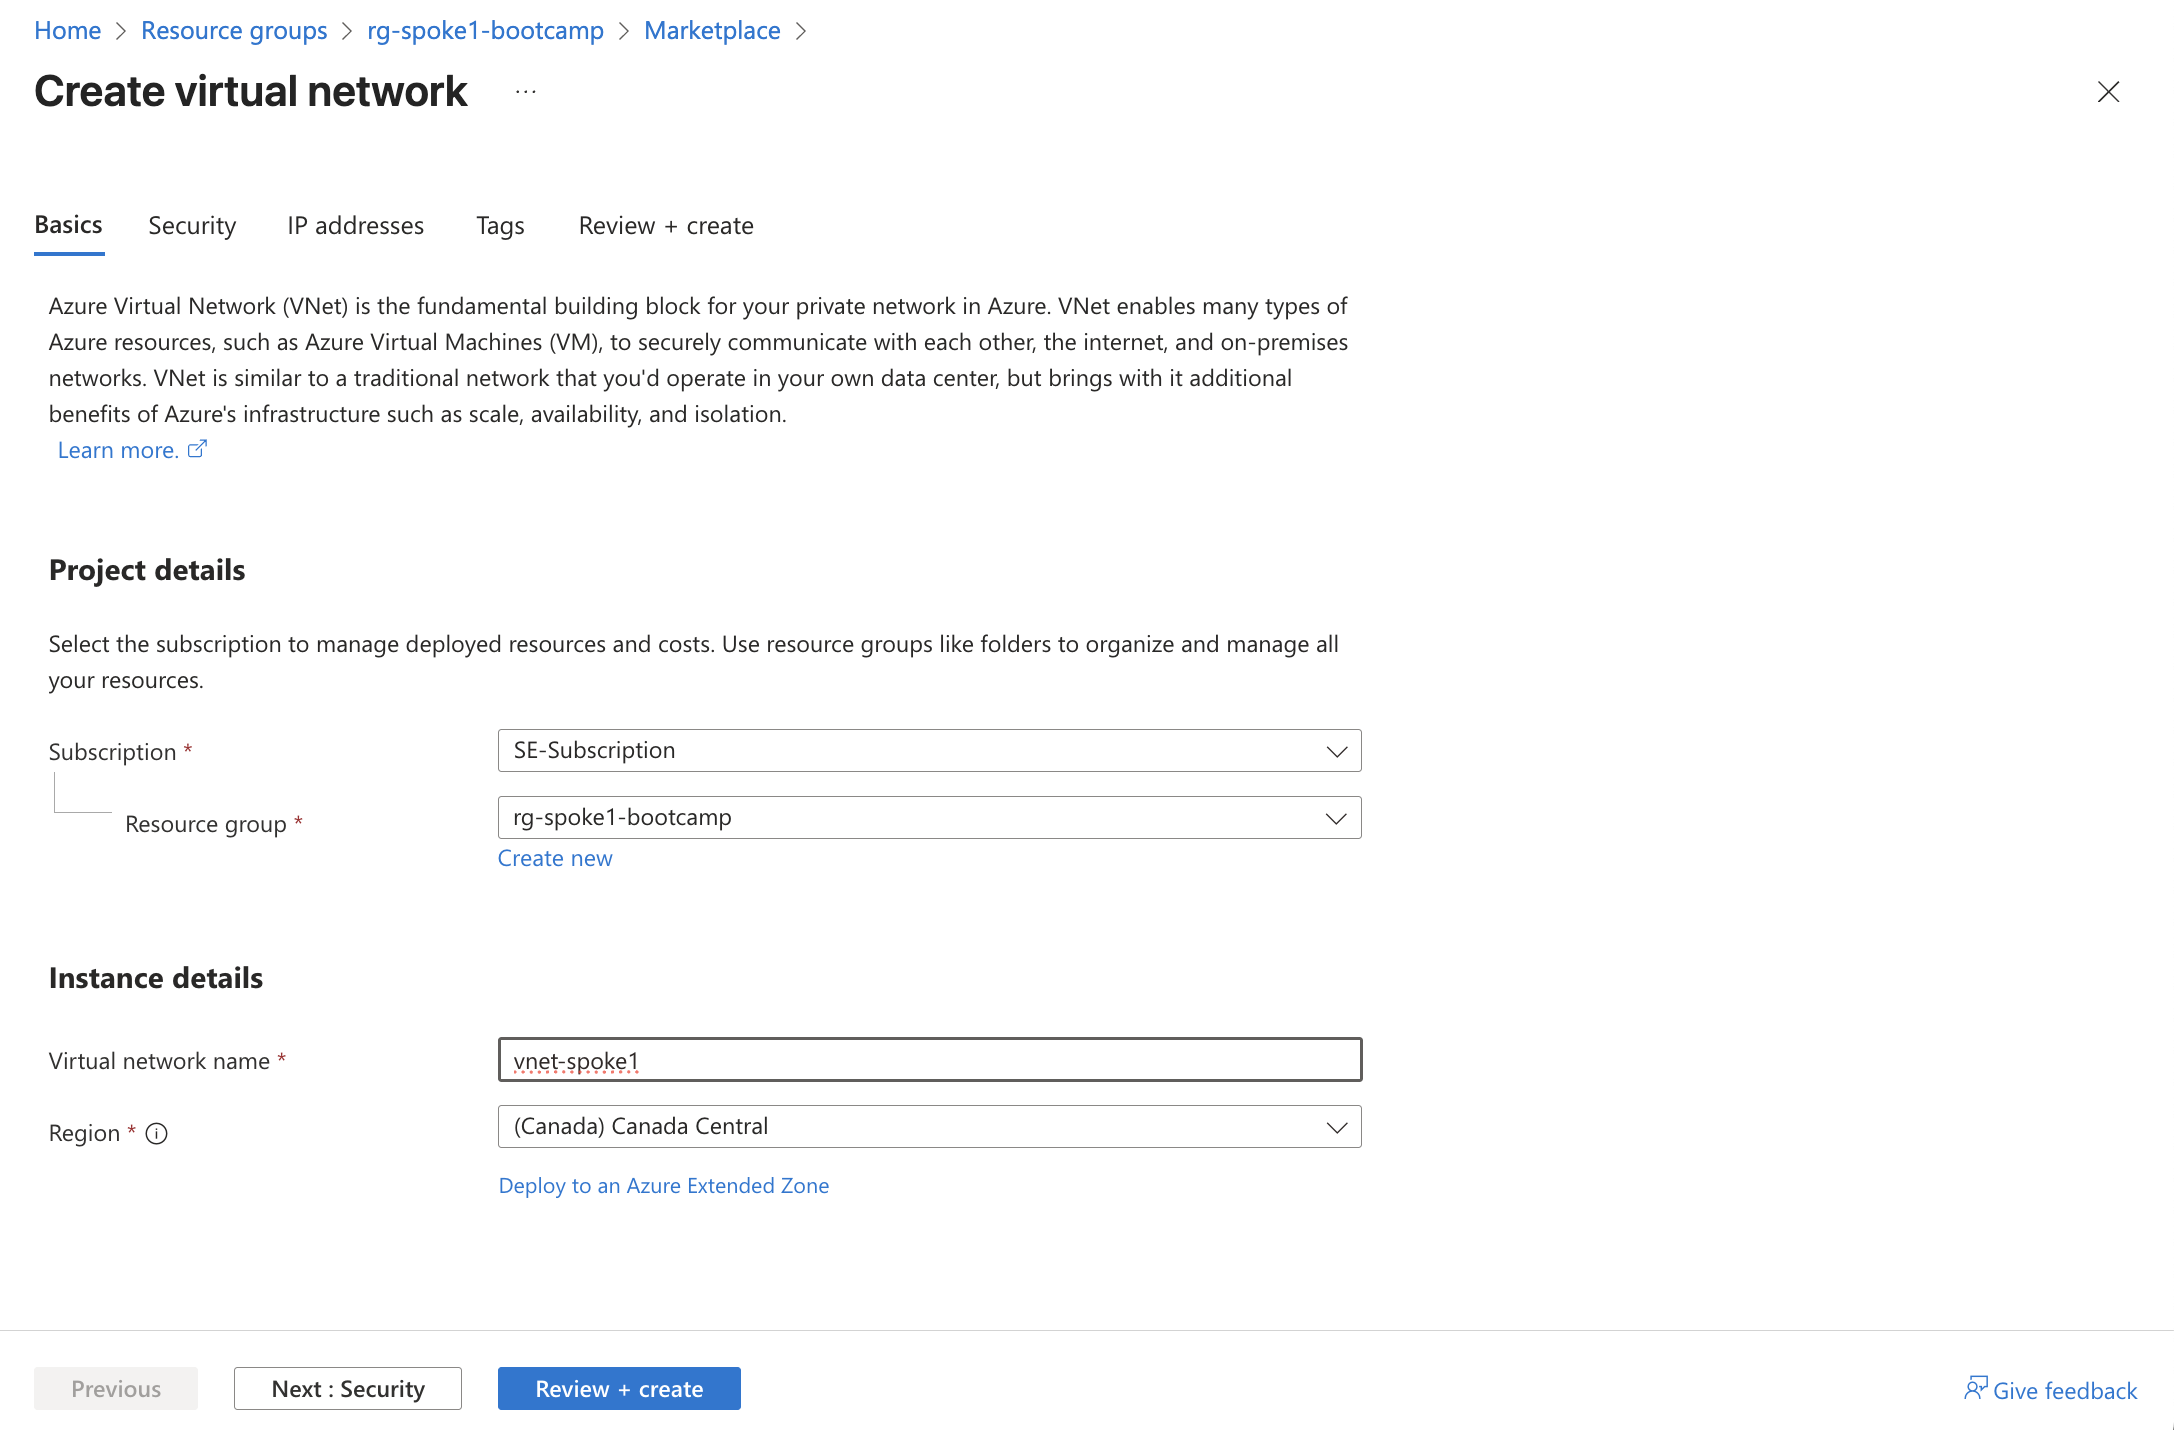 Home > Resource groups > rg-spoke1-bootcamp > Marketplace >
Create virtual network ...
Basics Security IP addresses Tags Review + create
Azure Virtual Network (VNet) is the fundamental building block for your private network in Azure. VNet enables many types of
Azure resources, such as Azure Virtual Machines (VM), to securely communicate with each other, the internet, and on-premises
networks. VNet is similar to a traditional network that you'd operate in your own data center, but brings with it additional
benefits of Azure's infrastructure such as scale, availability, and isolation.
Learn more.
Project details
Select the subscription to manage deployed resources and costs. Use resource groups like folders to organize and manage all
your resources.
Subscription * SE-Subscription
Resource group * rg-spoke1-bootcamp
Create new
Instance details
Virtual network name * vnet-spoke1
Region * (Canada) Canada Central
Deploy to an Azure Extended Zone
Previous Next : Security Review + create Give feedback